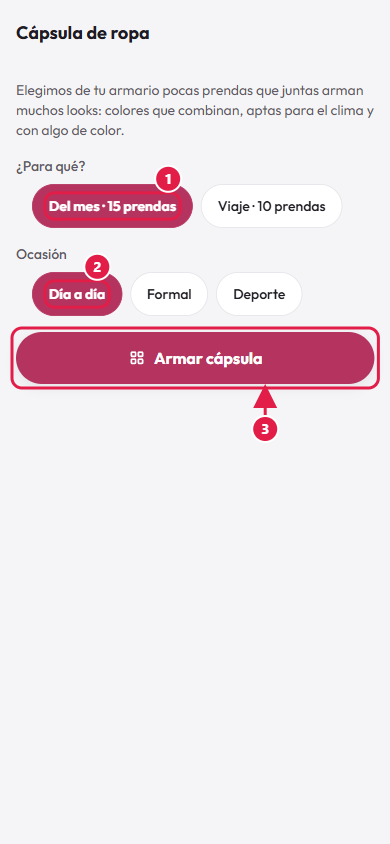 Cápsula de ropa
Elegimos de tu armario pocas prendas que juntas arman
muchos looks: colores que combinan, aptas para el clima y
con algo de color.
¿Para qué?
1
Del mes · 15 prendas
Viaje · 10 prendas
Ocasión
2
Día a día
Formal
Deporte
Armar cápsula
3